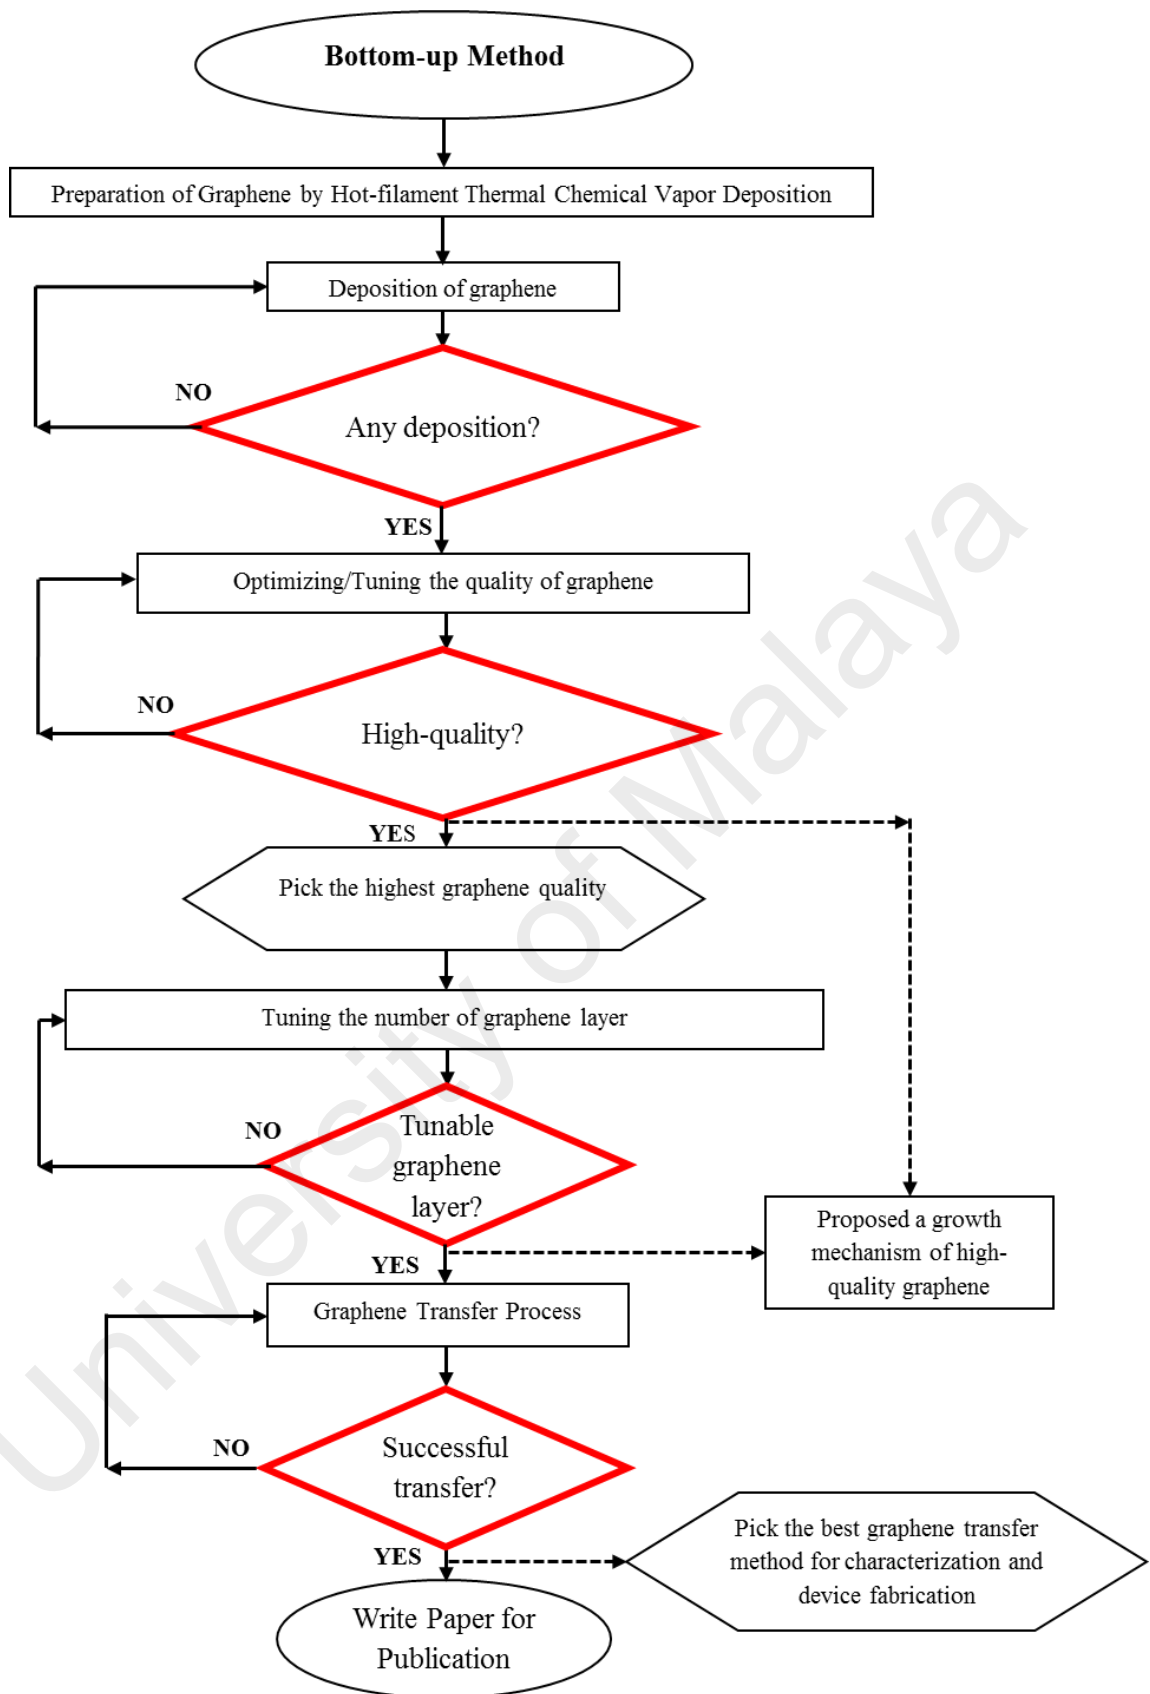 Bottom-up Method
Preparation of Graphene by Hot-filament Thermal Chemical Vapor Deposition
Deposition of graphene
NO
Any deposition?
YES
Optimizing/Tuning the quality of graphene
NO
High-quality?
YES
Pick the highest graphene quality
Tuning the number of graphene layer
NO
Tunable
graphene
layer?
YES
Proposed a growth
mechanism of high-
quality graphene
Graphene Transfer Process
NO
Successful
transfer?
YES
Pick the best graphene transfer
method for characterization and
device fabrication
Write Paper for
Publication
University of Malaya